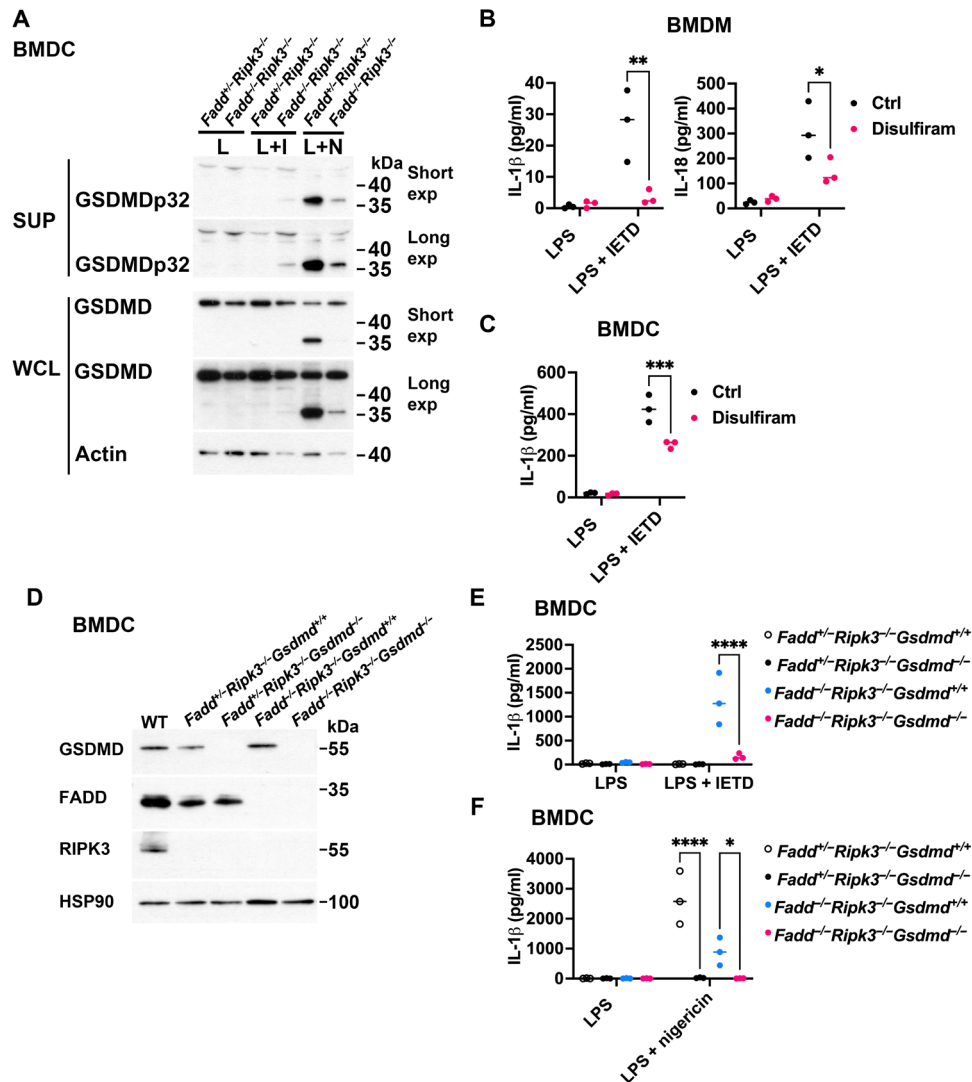 A
BMDC
Fadd+/–Ripk3–/–
Fadd–/–Ripk3–/–
Fadd+/–Ripk3–/–
Fadd–/–Ripk3–/–
Fadd+/–Ripk3–/–
Fadd–/–Ripk3–/–
L
L+I
L+N
kDa
SUP
GSDMDp32
40
35
Short
exp
GSDMDp32
40
35
Long
exp
WCL
GSDMD
40
35
Short
exp
GSDMD
40
35
Long
exp
Actin
40
B
BMDM
IL-1β (pg/ml)
40
30
20
10
0
**
LPS
LPS + IETD
IL-18 (pg/ml)
500
400
300
200
100
0
*
LPS
LPS + IETD
Ctrl
Disulfiram
C
BMDC
IL-1β (pg/ml)
600
400
200
0
***
LPS
LPS + IETD
Ctrl
Disulfiram
D
BMDC
WT
Fadd+/–Ripk3–/–Gsdmd+/+
Fadd+/–Ripk3–/–Gsdmd–/–
Fadd–/–Ripk3–/–Gsdmd+/+
Fadd–/–Ripk3–/–Gsdmd–/–
kDa
GSDMD
55
FADD
35
RIPK3
55
HSP90
100
E
BMDC
IL-1β (pg/ml)
2500
2000
1500
1000
500
0
****
LPS
LPS + IETD
Fadd+/–Ripk3–/–Gsdmd+/+
Fadd+/–Ripk3–/–Gsdmd–/–
Fadd–/–Ripk3–/–Gsdmd+/+
Fadd–/–Ripk3–/–Gsdmd–/–
F
BMDC
IL-1β (pg/ml)
4000
3000
2000
1000
0
****
*
LPS
LPS + nigericin
Fadd+/–Ripk3–/–Gsdmd+/+
Fadd+/–Ripk3–/–Gsdmd–/–
Fadd–/–Ripk3–/–Gsdmd+/+
Fadd–/–Ripk3–/–Gsdmd–/–